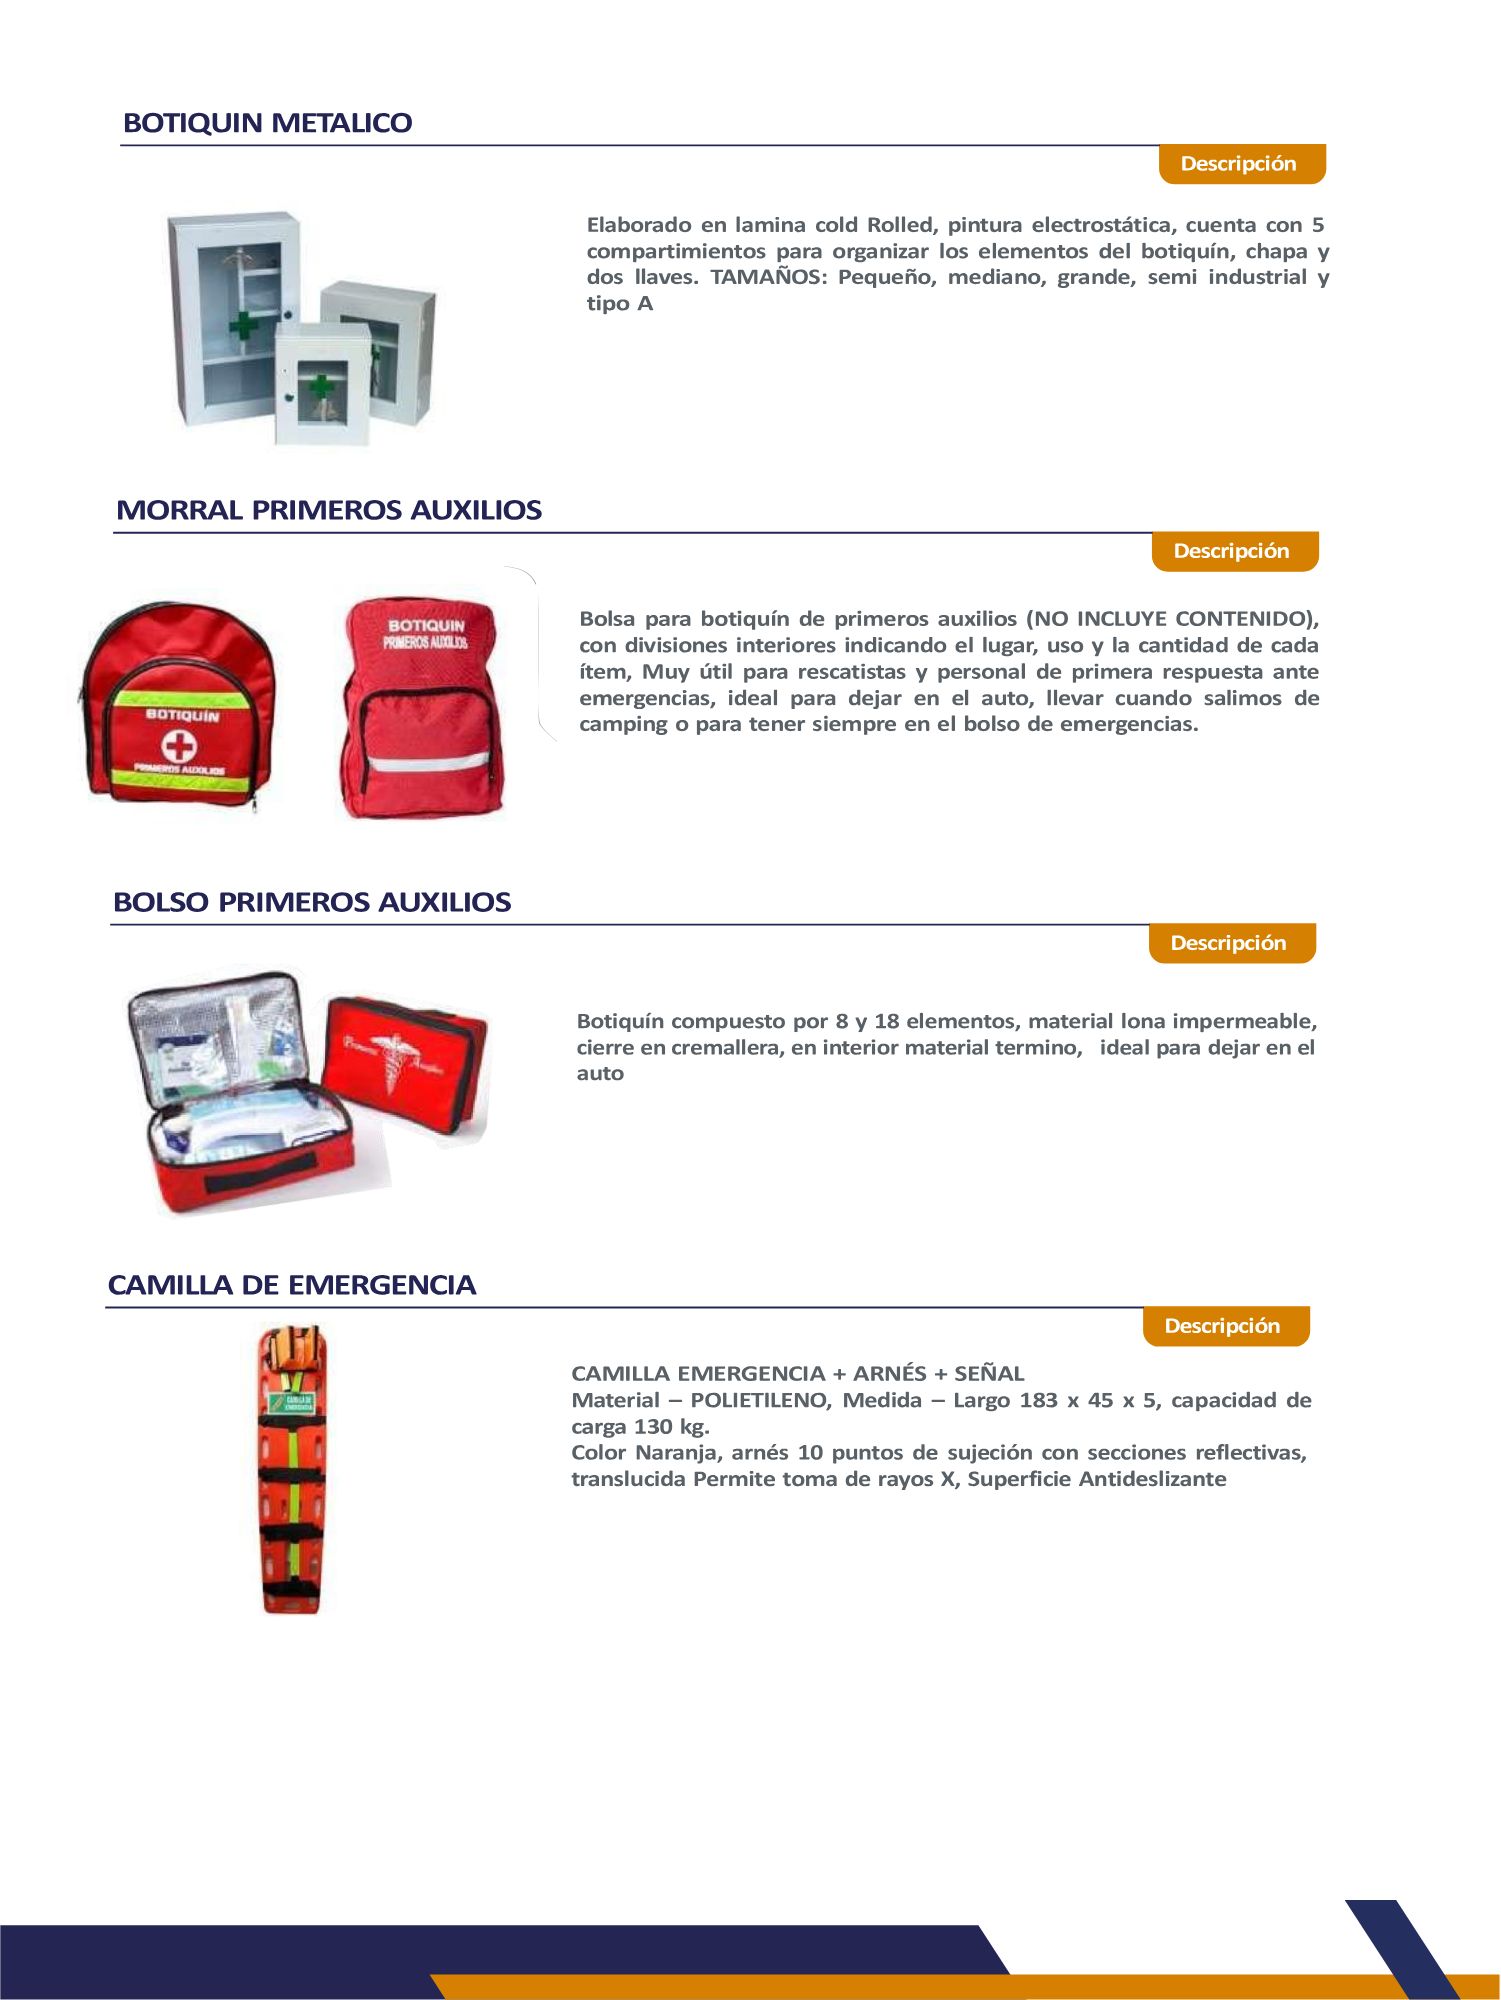 BOTIQUIN METALICO
Descripción
Elaborado en lamina cold Rolled, pintura electrostática, cuenta con 5
compartimientos para organizar los elementos del botiquín, chapa y
dos llaves. TAMAÑOS: Pequeño, mediano, grande, semi industrial y
tipo A
MORRAL PRIMEROS AUXILIOS
Descripción
BOTIQUÍN
PRIMEROS AUXILIOS
BOTIQUIN
PRIMEROS AUXILIOS
Bolsa para botiquín de primeros auxilios (NO INCLUYE CONTENIDO),
con divisiones interiores indicando el lugar, uso y la cantidad de cada
ítem, Muy útil para rescatistas y personal de primera respuesta ante
emergencias, ideal para dejar en el auto, llevar cuando salimos de
camping o para tener siempre en el bolso de emergencias.
BOLSO PRIMEROS AUXILIOS
Descripción
Primeros Auxilios
Botiquín compuesto por 8 y 18 elementos, material lona impermeable,
cierre en cremallera, en interior material termino, ideal para dejar en el
auto
CAMILLA DE EMERGENCIA
Descripción
CAMILLA DE
EMERGENCIA
CAMILLA EMERGENCIA + ARNÉS + SEÑAL
Material – POLIETILENO, Medida – Largo 183 x 45 x 5, capacidad de
carga 130 kg.
Color Naranja, arnés 10 puntos de sujeción con secciones reflectivas,
translucida Permite toma de rayos X, Superficie Antideslizante